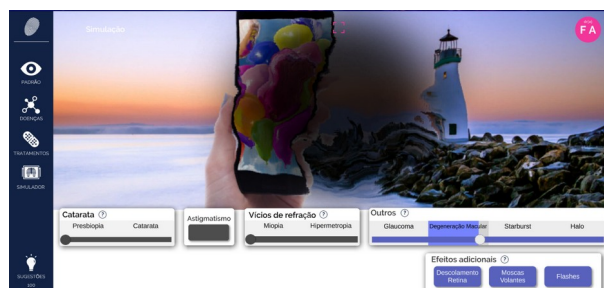 Simulação
FA
PADRÃO
DOENÇAS
TRATAMENTOS
SIMULADOR
SUGESTÕES
Catarata ?
Presbiopia Catarata
Astigmatismo
Vícios de refração ?
Miopia Hipermetropia
Outros ?
Glaucoma Degeneração Macular Starburst Halo
Efeitos adicionais ?
Descolamento
Retina
Moscas
Volantes
Flashes